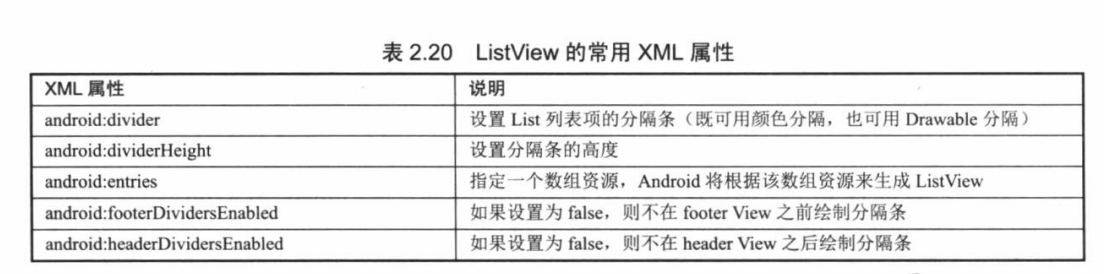 表 2.20 ListView 的常用 XML 属性
XML 属性 说明
android:divider 设置 List 列表项的分隔条（既可用颜色分隔，也可用 Drawable 分隔）
android:dividerHeight 设置分隔条的高度
android:entries 指定一个数组资源，Android 将根据该数组资源来生成 ListView
android:footerDividersEnabled 如果设置为 false，则不在 footer View 之前绘制分隔条
android:headerDividersEnabled 如果设置为 false，则不在 header View 之后绘制分隔条